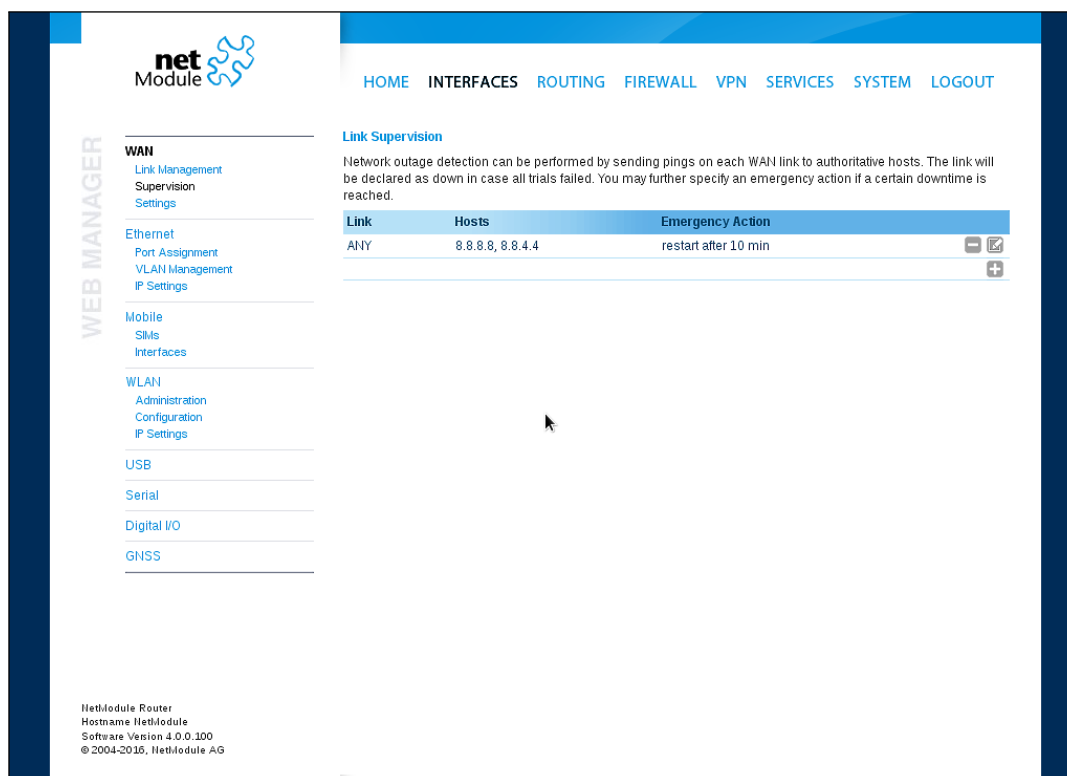 net
Module
HOME INTERFACES ROUTING FIREWALL VPN SERVICES SYSTEM LOGOUT
WEB MANAGER
WAN
Link Management
Supervision
Settings
Ethernet
Port Assignment
VLAN Management
IP Settings
Mobile
SIMs
Interfaces
WLAN
Administration
Configuration
IP Settings
USB
Serial
Digital I/O
GNSS
Link Supervision
Network outage detection can be performed by sending pings on each WAN link to authoritative hosts. The link will
be declared as down in case all trials failed. You may further specify an emergency action if a certain downtime is
reached.
Link Hosts Emergency Action
ANY 8.8.8.8, 8.8.4.4 restart after 10 min
NetModule Router
Hostname NetModule
Software Version 4.0.0.100
© 2004-2016, NetModule AG